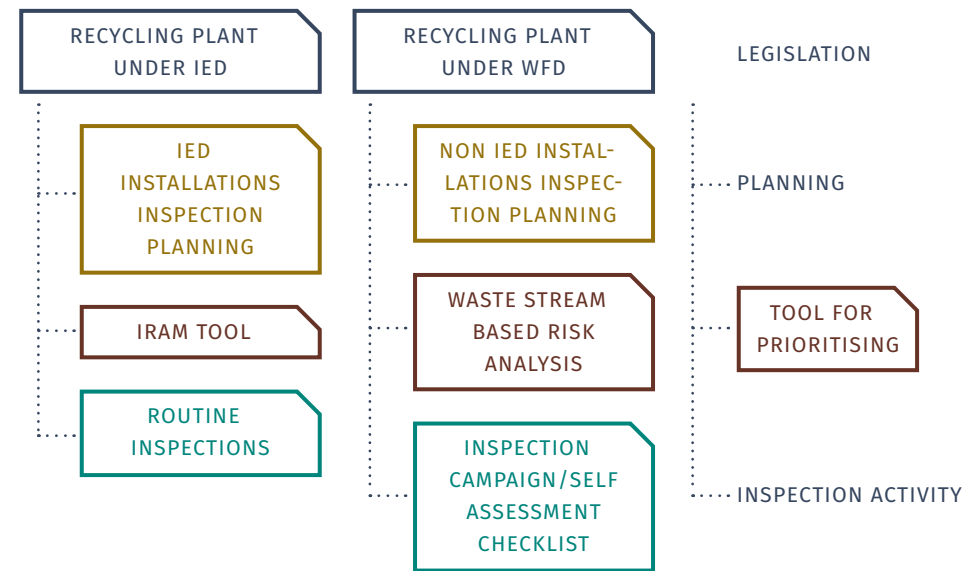 RECYCLING PLANT
UNDER IED
IED
INSTALLATIONS
INSPECTION
PLANNING
IRAM TOOL
ROUTINE
INSPECTIONS
RECYCLING PLANT
UNDER WFD
NON IED INSTAL-
LATIONS INSPEC-
TION PLANNING
WASTE STREAM
BASED RISK
ANALYSIS
INSPECTION
CAMPAIGN/SELF
ASSESSMENT
CHECKLIST
LEGISLATION
PLANNING
TOOL FOR
PRIORITISING
INSPECTION ACTIVITY